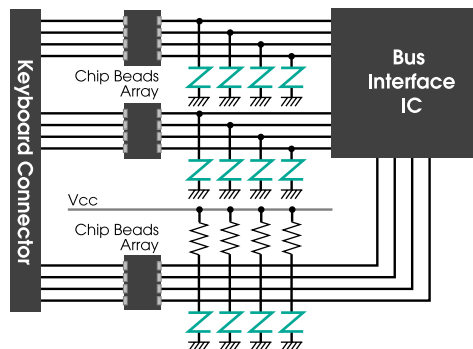 Keyboard Connector
Chip Beads
Array
Bus
Interface
IC
Vcc
Chip Beads
Array